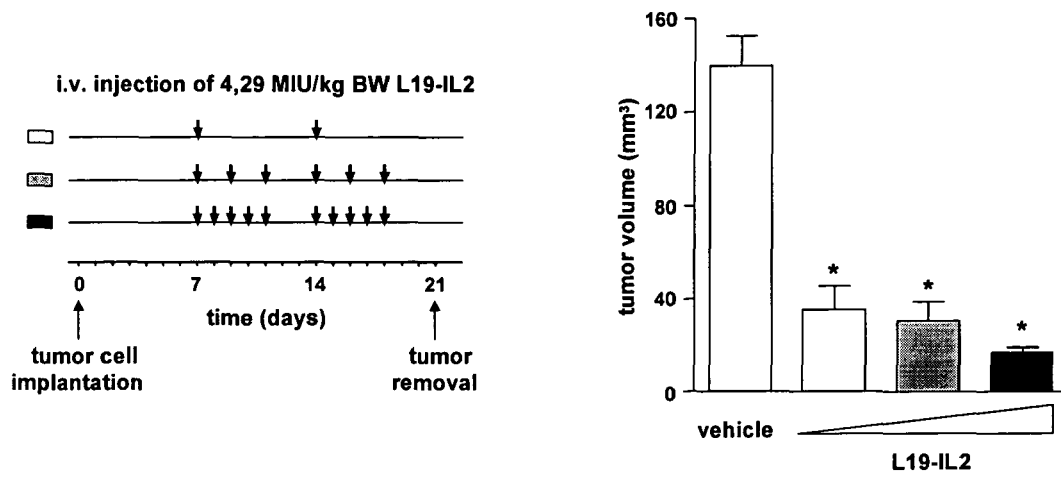 i.v. injection of 4,29 MIU/kg BW L19-IL2
0
7
14
21
time (days)
tumor cell
implantation
tumor
removal
tumor volume (mm³)
160
120
80
40
0
*
*
*
vehicle
L19-IL2